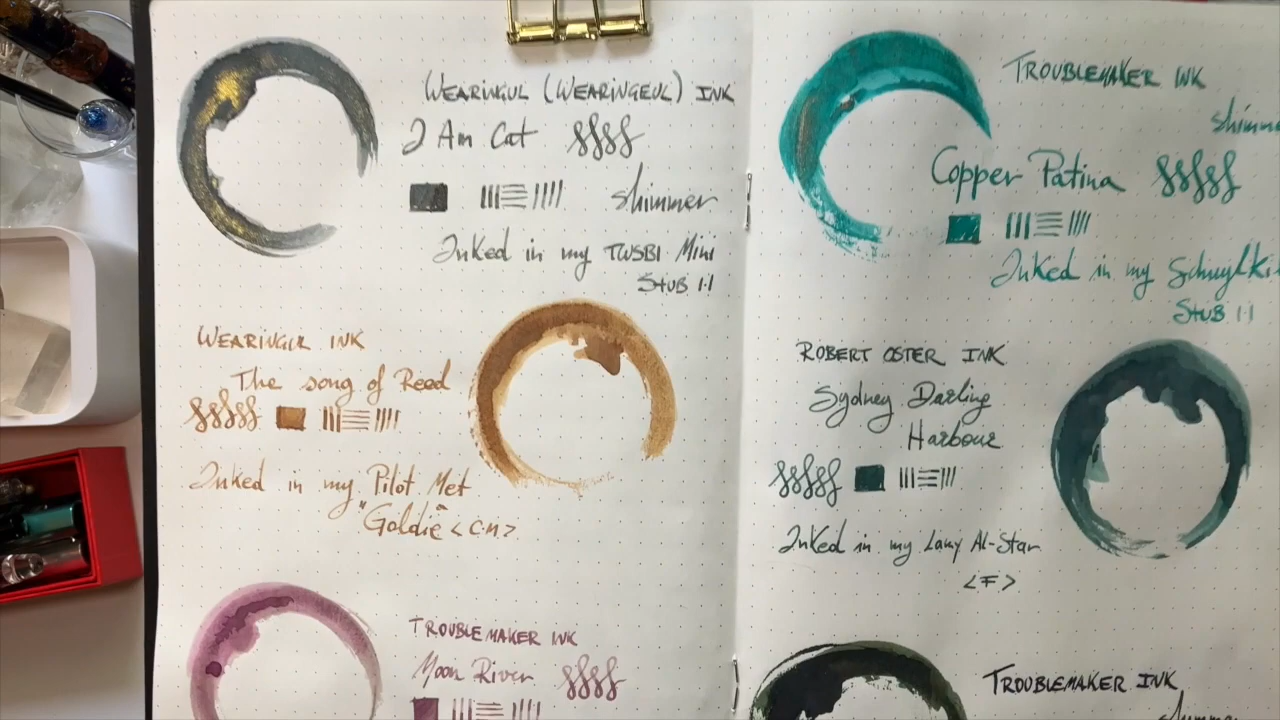 WEARINGUL (WEARINGEUL) INK
I Am Cat
shimmer
Inked in my TWSBI Mini
STUB 1.1
WEARINGUL INK
The song of Reed
Inked in my Pilot Met
"Goldie" <C.M>
TROUBLEMAKER INK
Moon River
TROUBLEMAKER INK
shimme
Copper Patina
Inked in my Schuylki
STUB 1.1
ROBERT OSTER INK
Sydney Darling
Harbour
Inked in my Lamy Al-Star
<F>
TROUBLEMAKER INK